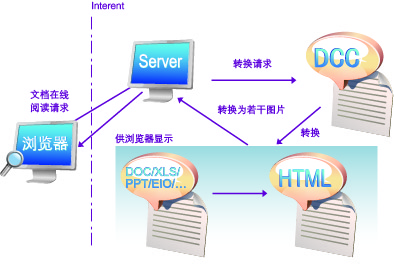 Interent
Server
转换请求
DCC
文档在线
阅读请求
转换为若干图片
转换
浏览器
供浏览器显示
DOC/XLS/
PPT/EIO/...
HTML